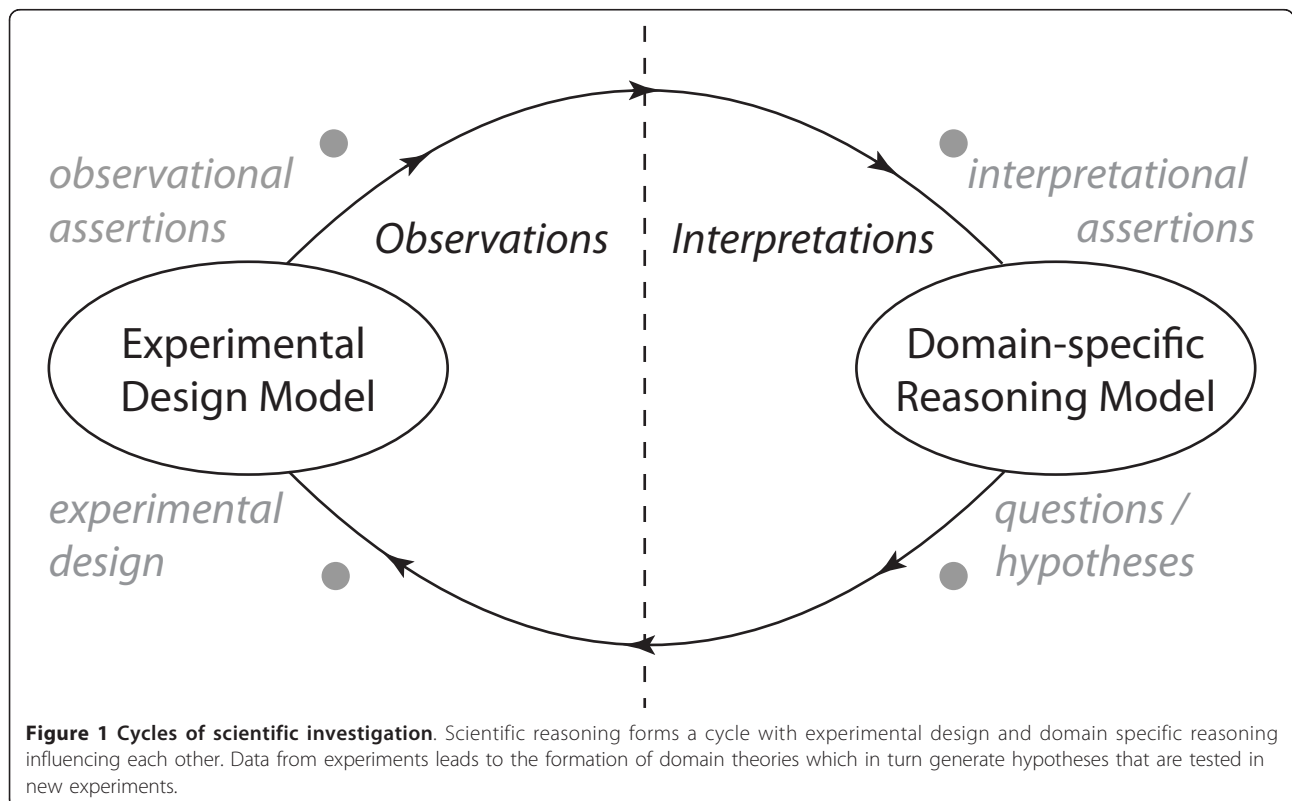 observational
assertions
interpretational
assertions
Observations
Interpretations
Experimental
Design Model
Domain-specific
Reasoning Model
experimental
design
questions /
hypotheses
Figure 1 Cycles of scientific investigation. Scientific reasoning forms a cycle with experimental design and domain specific reasoning
influencing each other. Data from experiments leads to the formation of domain theories which in turn generate hypotheses that are tested in
new experiments.